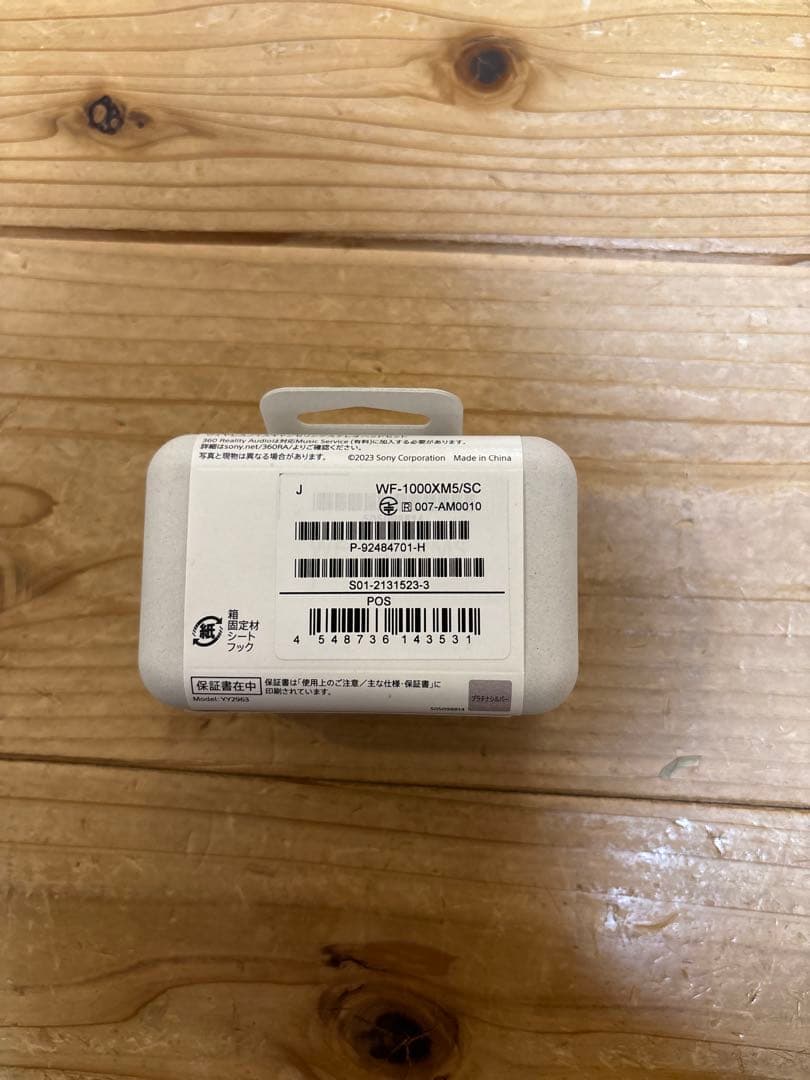 360 Reality Audioは対応Music Service (有料)に加入する必要があります。
詳細はsony.net/360RA/よりご確認ください。
写真と現物は異なる場合があります。 ©2023 Sony Corporation Made in China
J WF-1000XM5/SC
R 007-AM0010
P-92484701-H
S01-2131523-3
POS
4 548736 143531
紙
箱
固定材
シート
フック
保証書在中 保証書は「使用上のご注意/主な仕様・保証書」に
印刷されています。
Model: YY2963
プラチナシルバー